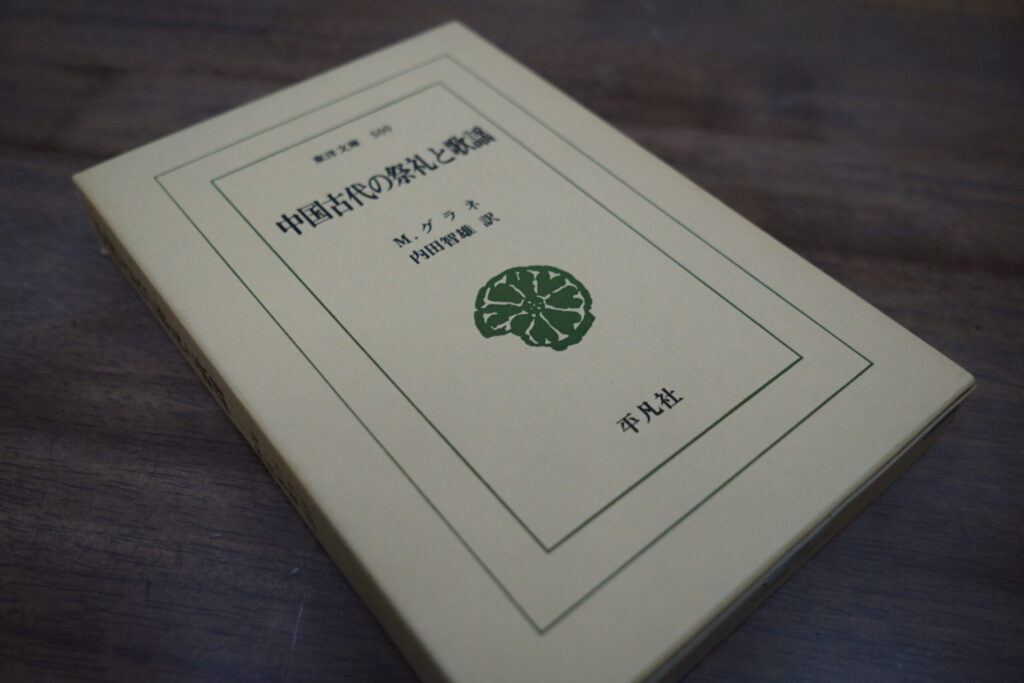 東洋文庫 500
中国古代の祭礼と歌謡
M.グラネ
内田智雄 訳
平凡社